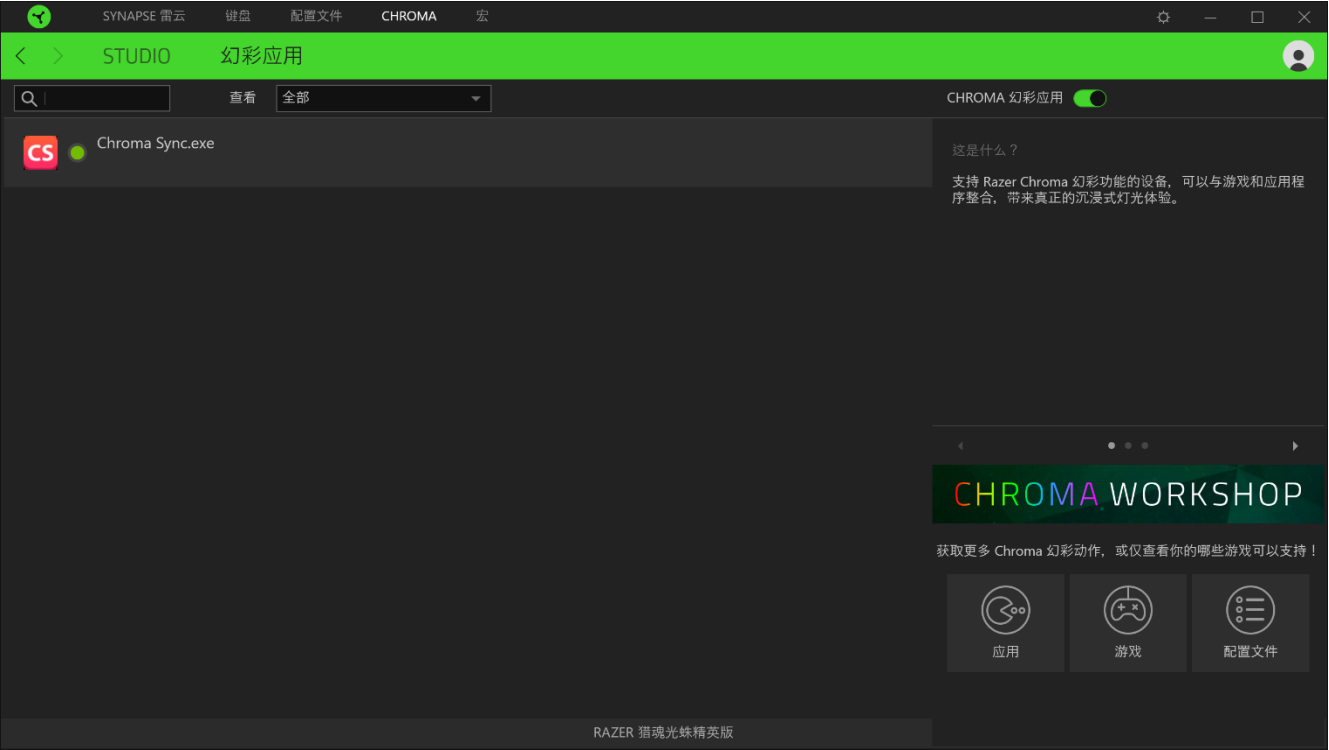 SYNAPSE 雷云 键盘 配置文件 CHROMA 宏
STUDIO 幻彩应用
查看 全部 CHROMA 幻彩应用
CS Chroma Sync.exe
这是什么？
支持 Razer Chroma 幻彩功能的设备，可以与游戏和应用程
序整合，带来真正的沉浸式灯光体验。
CHROMA WORKSHOP
获取更多 Chroma 幻彩动作，或仅查看你的哪些游戏可以支持！
应用 游戏 配置文件
RAZER 猎魂光蛛精英版